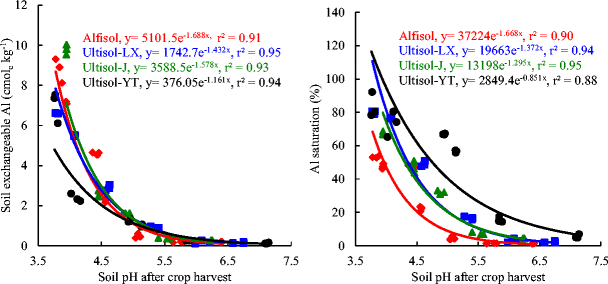 Alfisol, y= 5101.5e^-1.688x, r² = 0.91
Ultisol-LX, y= 1742.7e^-1.432x, r² = 0.95
Ultisol-J, y= 3588.5e^-1.578x, r² = 0.93
Ultisol-YT, y= 376.05e^-1.161x, r² = 0.94
Soil exchangeable Al (cmolc kg⁻¹)
10
8
6
4
2
0
3.5 4.5 5.5 6.5 7.5
Soil pH after crop harvest
Alfisol, y= 37224e^-1.668x, r² = 0.90
Ultisol-LX, y= 19663e^-1.372x, r² = 0.94
Ultisol-J, y= 13198e^-1.295x, r² = 0.95
Ultisol-YT, y= 2849.4e^-0.851x, r² = 0.88
Al saturation (%)
140
120
100
80
60
40
20
0
3.5 4.5 5.5 6.5 7.5
Soil pH after crop harvest